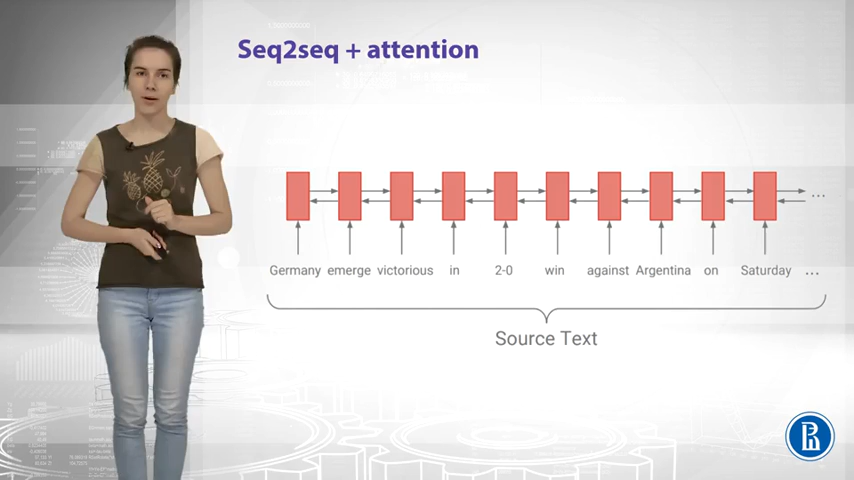 Seq2seq + attention
Germany emerge victorious in 2-0 win against Argentina on Saturday ...
Source Text